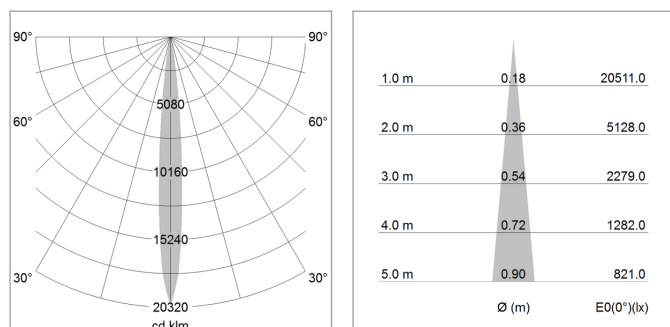 90° 90°
5080
60° 60°
10160
15240
30° 30°
20320
cd klm
1.0 m 0.18 20511.0
2.0 m 0.36 5128.0
3.0 m 0.54 2279.0
4.0 m 0.72 1282.0
5.0 m 0.90 821.0
Ø (m) E0(0°)(lx)